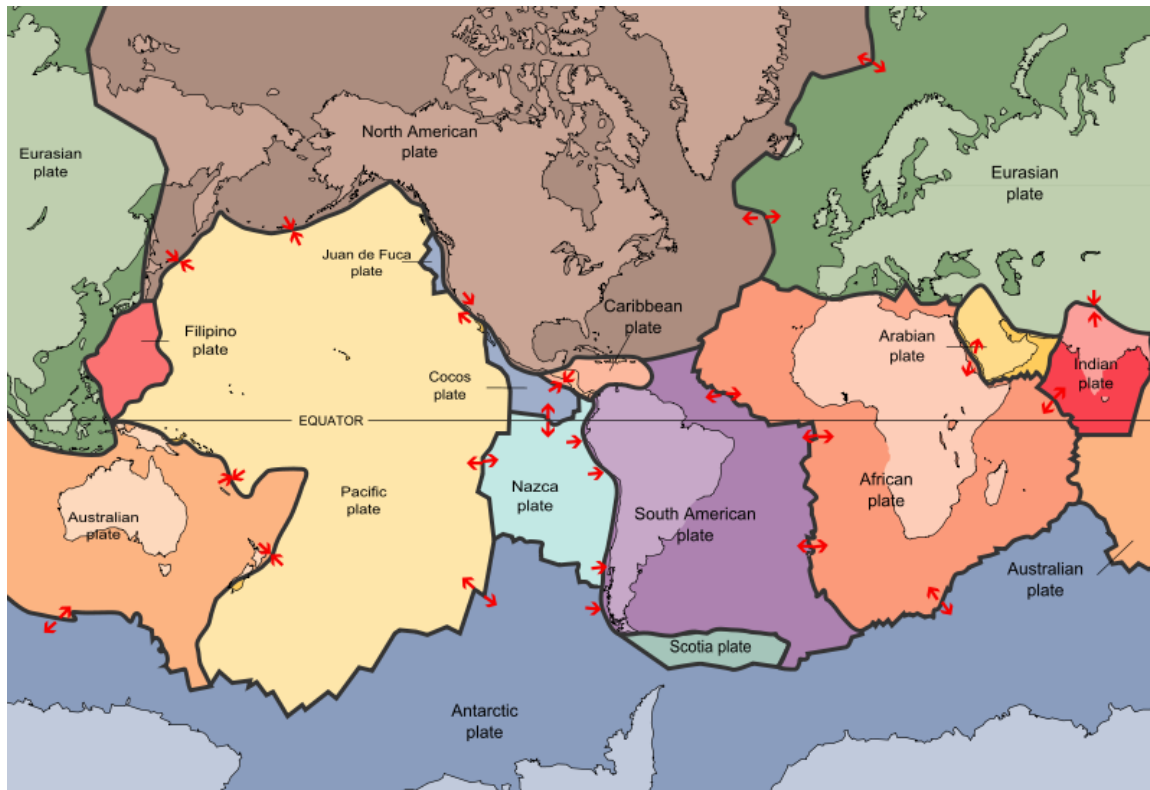 North American
plate
Eurasian
plate
Eurasian
plate
Juan de Fuca
plate
Caribbean
plate
Filipino
plate
Arabian
plate
Indian
plate
Cocos
plate
EQUATOR
Nazca
plate
Pacific
plate
African
plate
South American
plate
Australian
plate
Australian
plate
Scotia plate
Antarctic
plate